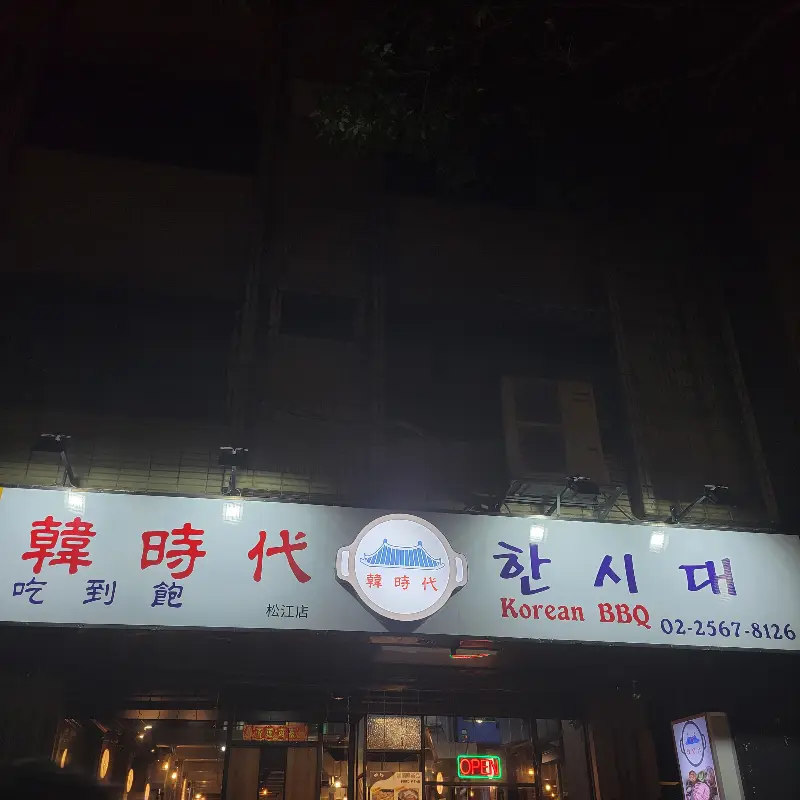 韓時代
吃到飽
松江店
韓時代
한시대
Korean BBQ
02-2567-8126
OPEN